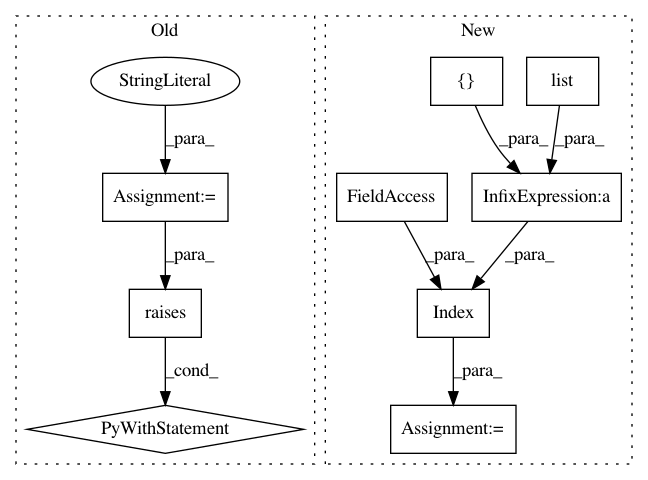 Old
New
StringLiteral
{}
list
_para_
_para_
_para_
Assignment:=
FieldAccess
InfixExpression:a
_para_
_para_
_para_
raises
Index
_cond_
_para_
PyWithStatement
Assignment:=